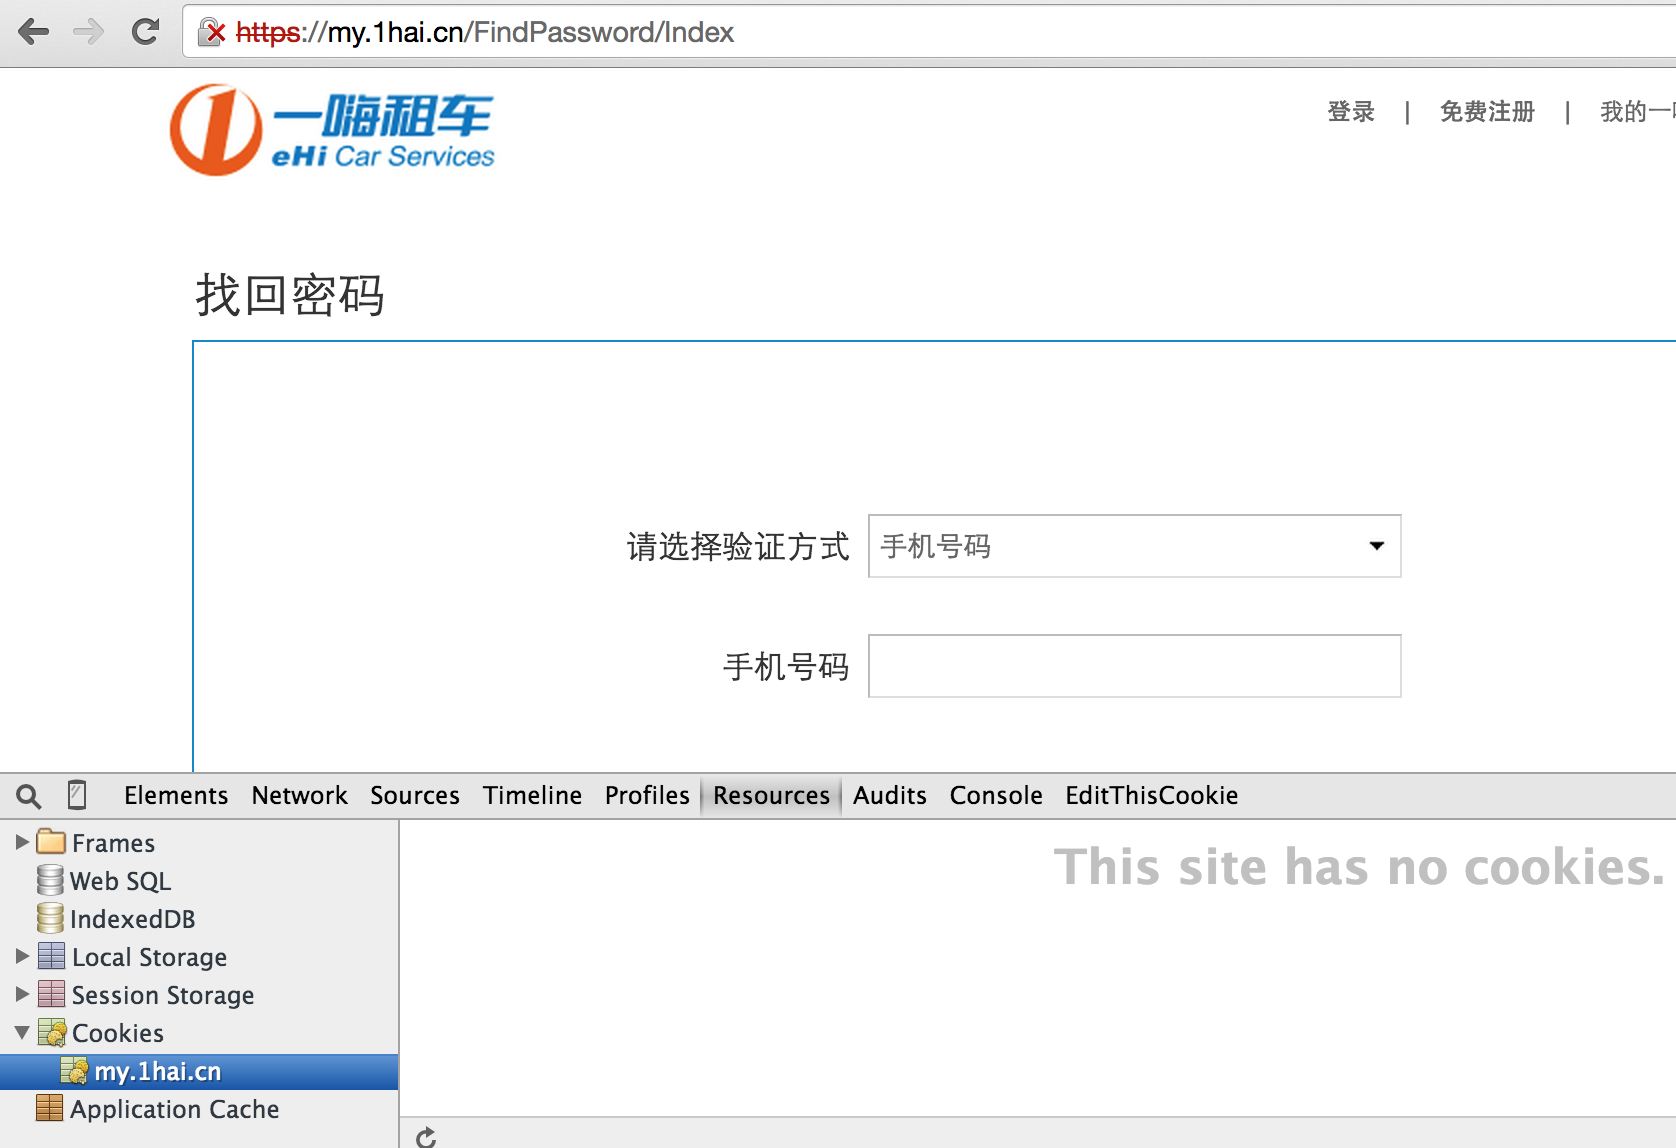 https://my.1hai.cn/FindPassword/Index
一嗨租车
eHi Car Services
登录 | 免费注册 | 我的一
找回密码
请选择验证方式 手机号码
手机号码
Elements Network Sources Timeline Profiles Resources Audits Console EditThisCookie
Frames
Web SQL
IndexedDB
Local Storage
Session Storage
Cookies
my.1hai.cn
Application Cache
This site has no cookies.